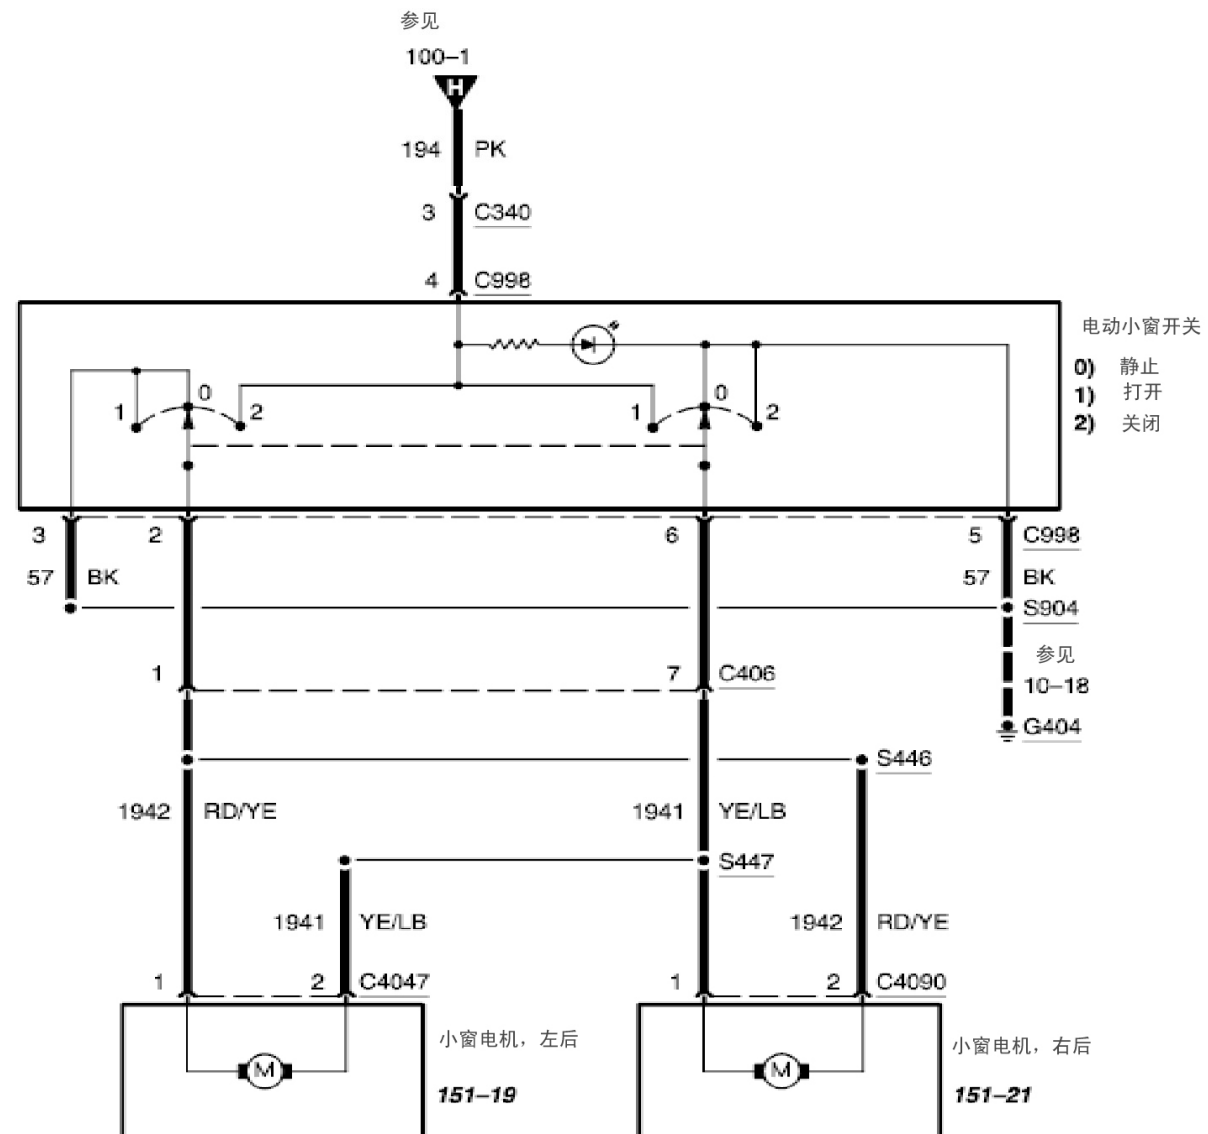 参见
100–1
H
194 PK
3 C340
4 C998
电动小窗开关
0) 静止
1) 打开
2) 关闭
1 0 2 1 0 2
3 2 6 5 C998
57 BK 57 BK
S904
参见
1 7 C406
10–18
G404
S446
1942 RD/YE 1941 YE/LB
S447
1941 YE/LB 1942 RD/YE
1 2 C4047 1 2 C4090
小窗电机，左后 小窗电机，右后
M M
151–19 151–21